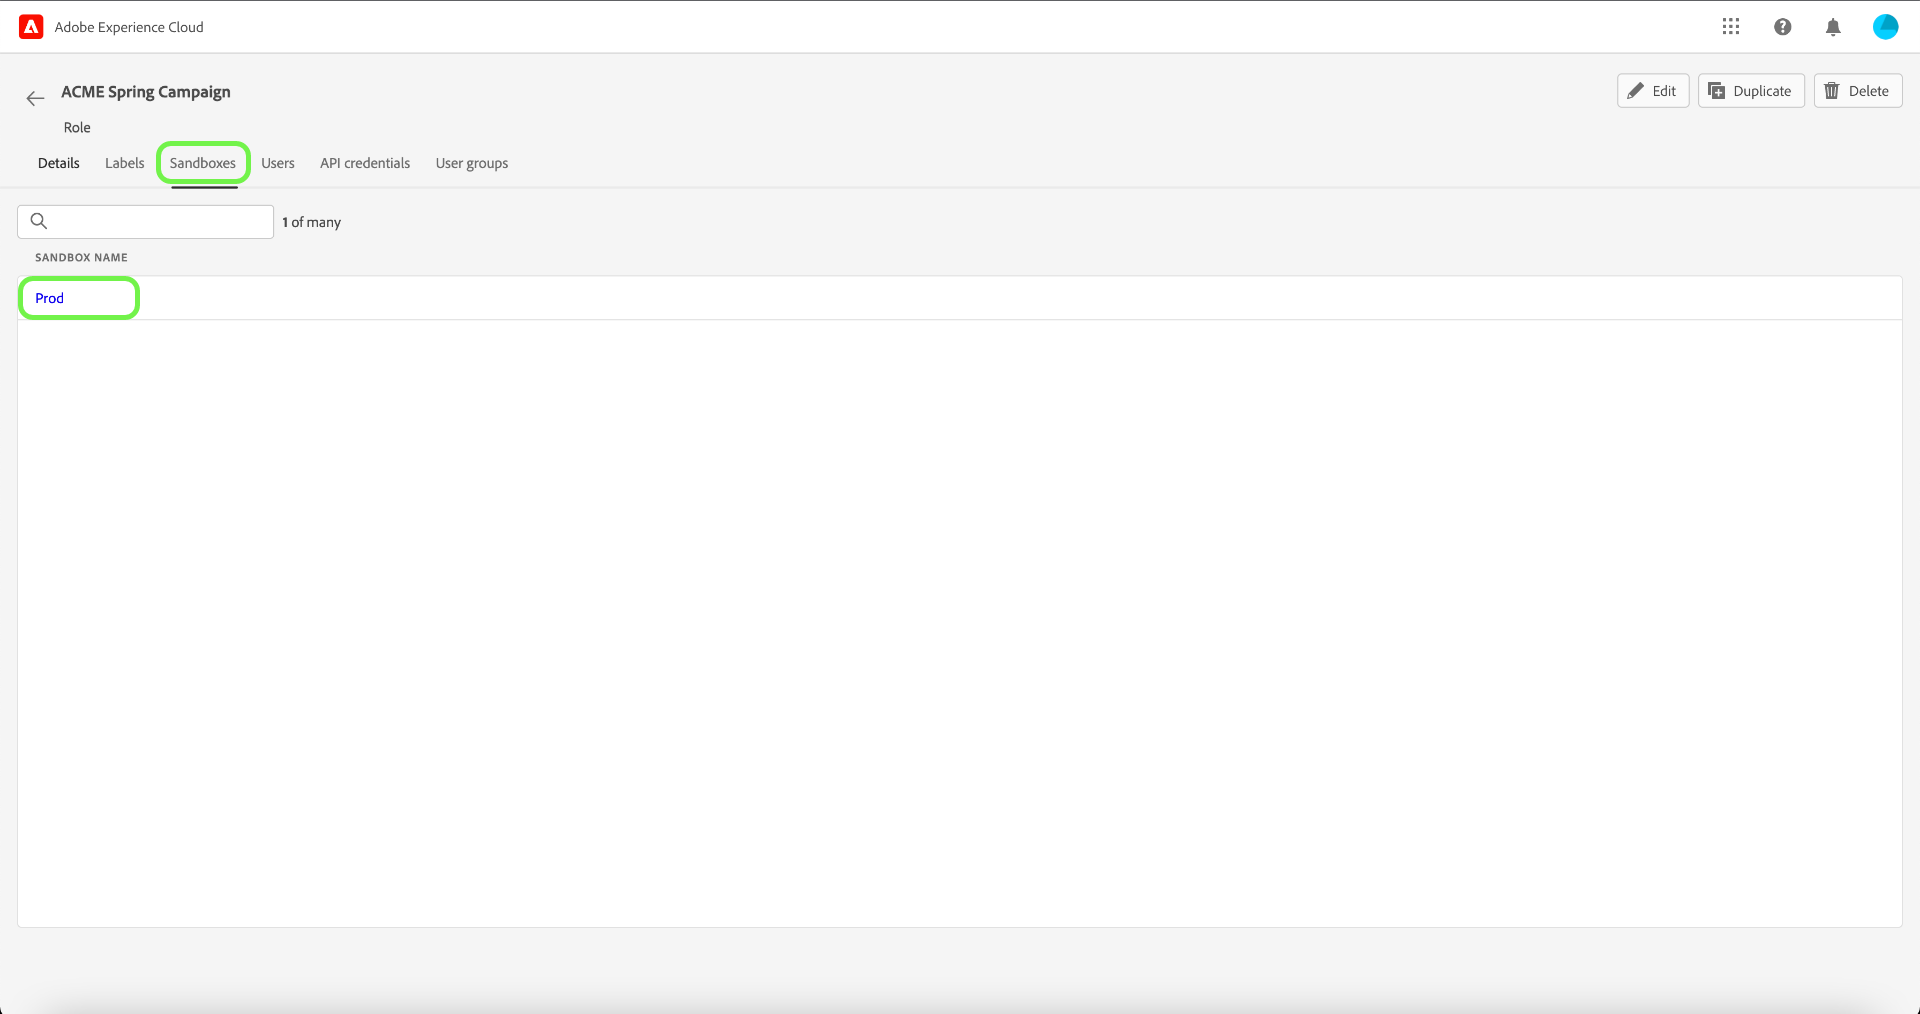 Adobe Experience Cloud
ACME Spring Campaign
Edit
Duplicate
Delete
Role
Details Labels Sandboxes Users API credentials User groups
1 of many
SANDBOX NAME
Prod